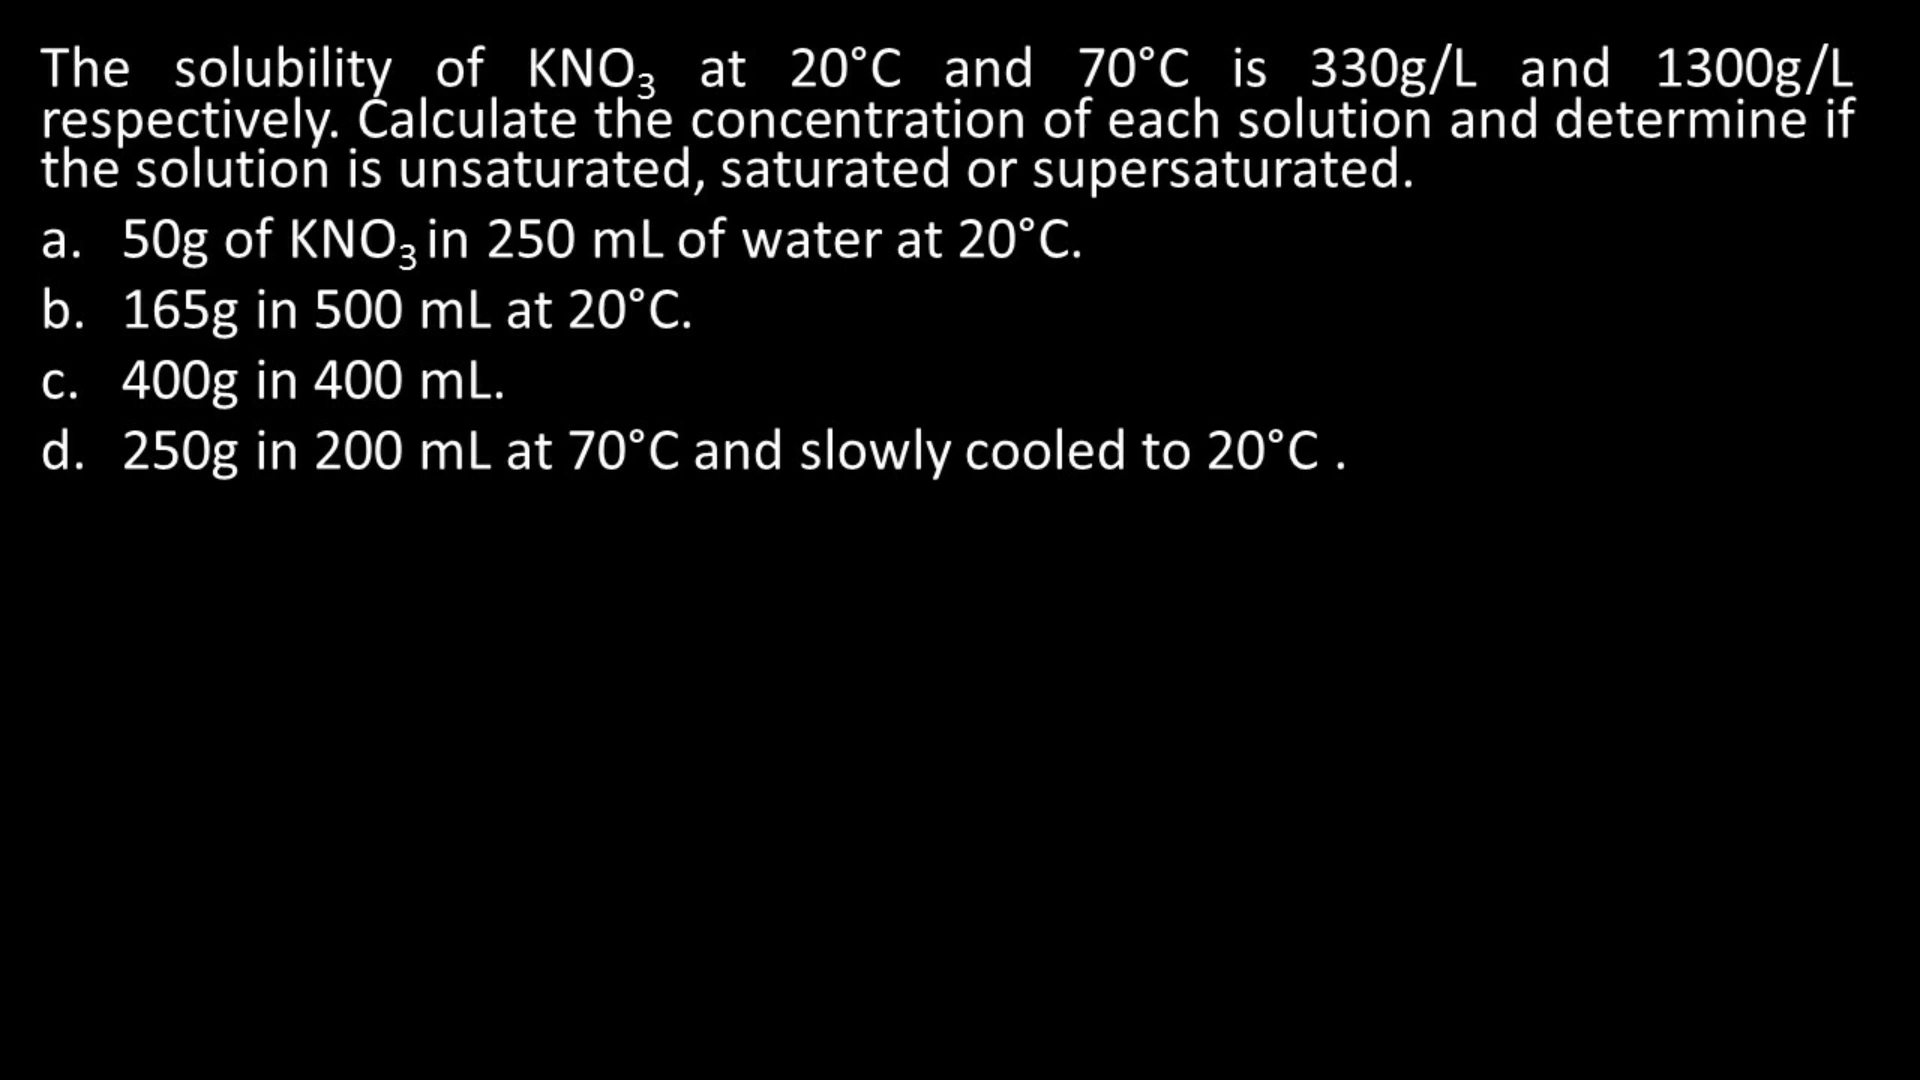 The solubility of KNO₃ at 20°C and 70°C is 330g/L and 1300g/L
respectively. Calculate the concentration of each solution and determine if
the solution is unsaturated, saturated or supersaturated.
a. 50g of KNO₃ in 250 mL of water at 20°C.
b. 165g in 500 mL at 20°C.
c. 400g in 400 mL.
d. 250g in 200 mL at 70°C and slowly cooled to 20°C .